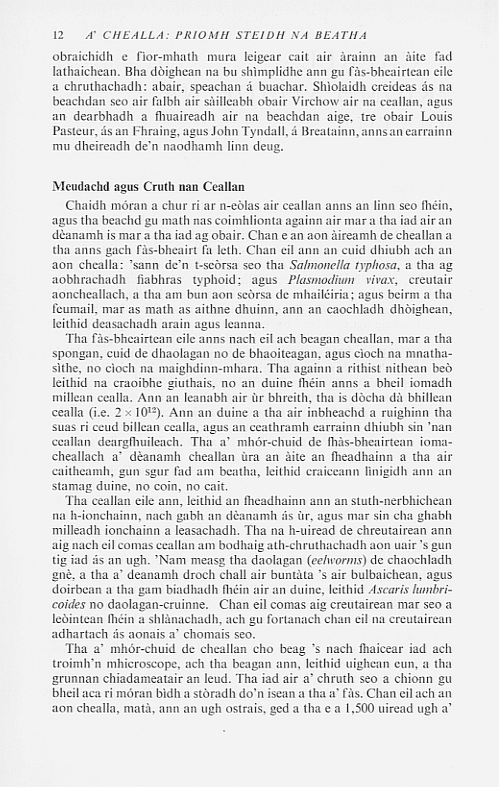 12 A' CHEALLA: PRIOMH STEIDH NA BEATHA
obraichidh e fìor-mhath mura leigear cait air àrainn an àite fad
lathaichean. Bha dòighean na bu shìmplidhe ann gu fàs-bheairtean eile
a chruthachadh: abair, speachan á buachar. Shìolaidh creideas ás na
beachdan seo air falbh air sàilleabh obair Virchow air na ceallan, agus
an dearbhadh a fhuaireadh air na beachdan aige, tre obair Louis
Pasteur, ás an Fhraing, agus John Tyndall, á Breatainn, anns an earrainn
mu dheireadh de'n naodhamh linn deug.
Meudachd agus Cruth nan Ceallan
Chaidh móran a chur ri ar n-eòlas air ceallan anns an linn seo fhéin,
agus tha beachd gu math nas coimhlionta againn air mar a tha iad air an
dèanamh is mar a tha iad ag obair. Chan e an aon àireamh de cheallan a
tha anns gach fàs-bheairt fa leth. Chan eil ann an cuid dhiubh ach an
aon chealla: 'sann de'n t-seòrsa seo tha Salmonella typhosa, a tha ag
aobhrachadh fiabhras typhoid; agus Plasmodium vivax, creutair
aoncheallach, a tha am bun aon seòrsa de mhailéiria; agus beirm a tha
feumail, mar as math as aithne dhuinn, ann an caochladh dhòighean,
leithid deasachadh arain agus leanna.
Tha fàs-bheairtean eile anns nach eil ach beagan cheallan, mar a tha
spongan, cuid de dhaolagan no de bhaoiteagan, agus cìoch na mnatha-
sìthe, no cìoch na maighdinn-mhara. Tha againn a rithist nithean beò
leithid na craoibhe giuthais, no an duine fhéin anns a bheil iomadh
millean cealla. Ann an leanabh air ùr bhreith, tha is dòcha dà bhillean
cealla (i.e. 2 × 10¹²). Ann an duine a tha air inbheachd a ruighinn tha
suas ri ceud billean cealla, agus an ceathramh earrainn dhiubh sin 'nan
ceallan deargfhuileach. Tha a' mhór-chuid de fhàs-bheairtean ioma-
cheallach a' dèanamh cheallan ùra an àite an fheadhainn a tha air
caitheamh, gun sgur fad am beatha, leithid craiceann linigidh ann an
stamag duine, no coin, no cait.
Tha ceallan eile ann, leithid an fheadhainn ann an stuth-nerbhichean
na h-ionchainn, nach gabh an dèanamh ás ùr, agus mar sin cha ghabh
milleadh ionchainn a leasachadh. Tha na h-uiread de chreutairean ann
aig nach eil comas ceallan am bodhaig ath-chruthachadh aon uair 's gun
tig iad ás an ugh. 'Nam measg tha daolagan (eelworms) de chaochladh
gnè, a tha a' deanamh droch chall air buntàta 's air bulbaichean, agus
doirbean a tha gam biadhadh fhéin air an duine, leithid Ascaris lumbri-
coides no daolagan-cruinne. Chan eil comas aig creutairean mar seo a
leòintean fhéin a shlànachadh, ach gu fortanach chan eil na creutairean
adhartach ás aonais a' chomais seo.
Tha a' mhór-chuid de cheallan cho beag 's nach fhaicear iad ach
troimh'n mhicroscope, ach tha beagan ann, leithid uighean eun, a tha
grunnan chiadameatair an leud. Tha iad air a' chruth seo a chionn gu
bheil aca ri móran bìdh a stòradh do'n isean a tha a' fàs. Chan eil ach an
aon chealla, matà, ann an ugh ostrais, ged a tha e a 1,500 uiread ugh a'